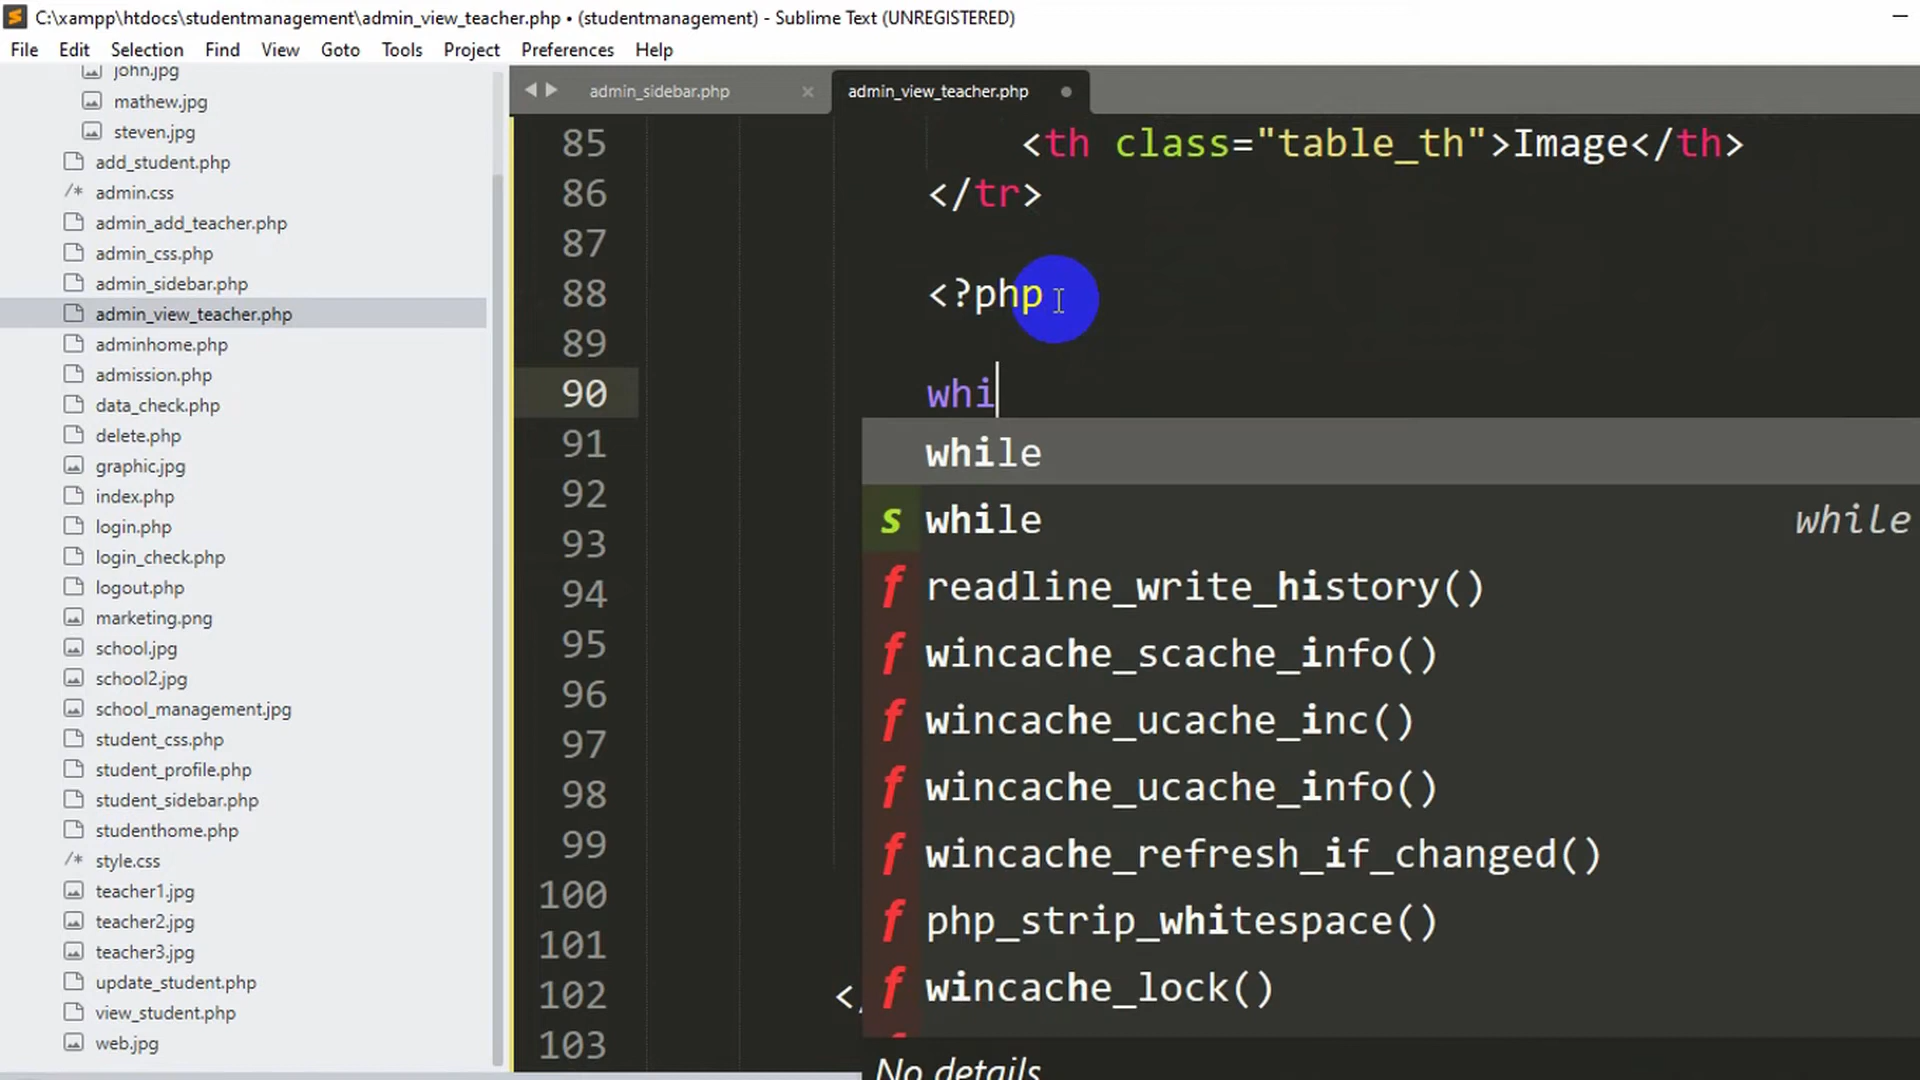 C:\xampp\htdocs\studentmanagement\admin_view_teacher.php • (studentmanagement) - Sublime Text (UNREGISTERED)
File Edit Selection Find View Goto Tools Project Preferences Help
john.jpg
mathew.jpg
steven.jpg
add_student.php
/* admin.css
admin_add_teacher.php
admin_css.php
admin_sidebar.php
admin_view_teacher.php
adminhome.php
admission.php
data_check.php
delete.php
graphic.jpg
index.php
login.php
login_check.php
logout.php
marketing.png
school.jpg
school2.jpg
school_management.jpg
student_css.php
student_profile.php
student_sidebar.php
studenthome.php
/* style.css
teacher1.jpg
teacher2.jpg
teacher3.jpg
update_student.php
view_student.php
web.jpg
admin_sidebar.php × admin_view_teacher.php
85 <th class="table_th">Image</th>
86 </tr>
87
88 <?php
89
90 whi
91 while
92 s while while
93
94 f readline_write_history()
95 f wincache_scache_info()
96
97 f wincache_ucache_inc()
98 f wincache_ucache_info()
99 f wincache_refresh_if_changed()
100
101 f php_strip_whitespace()
102 </ f wincache_lock()
103
No details